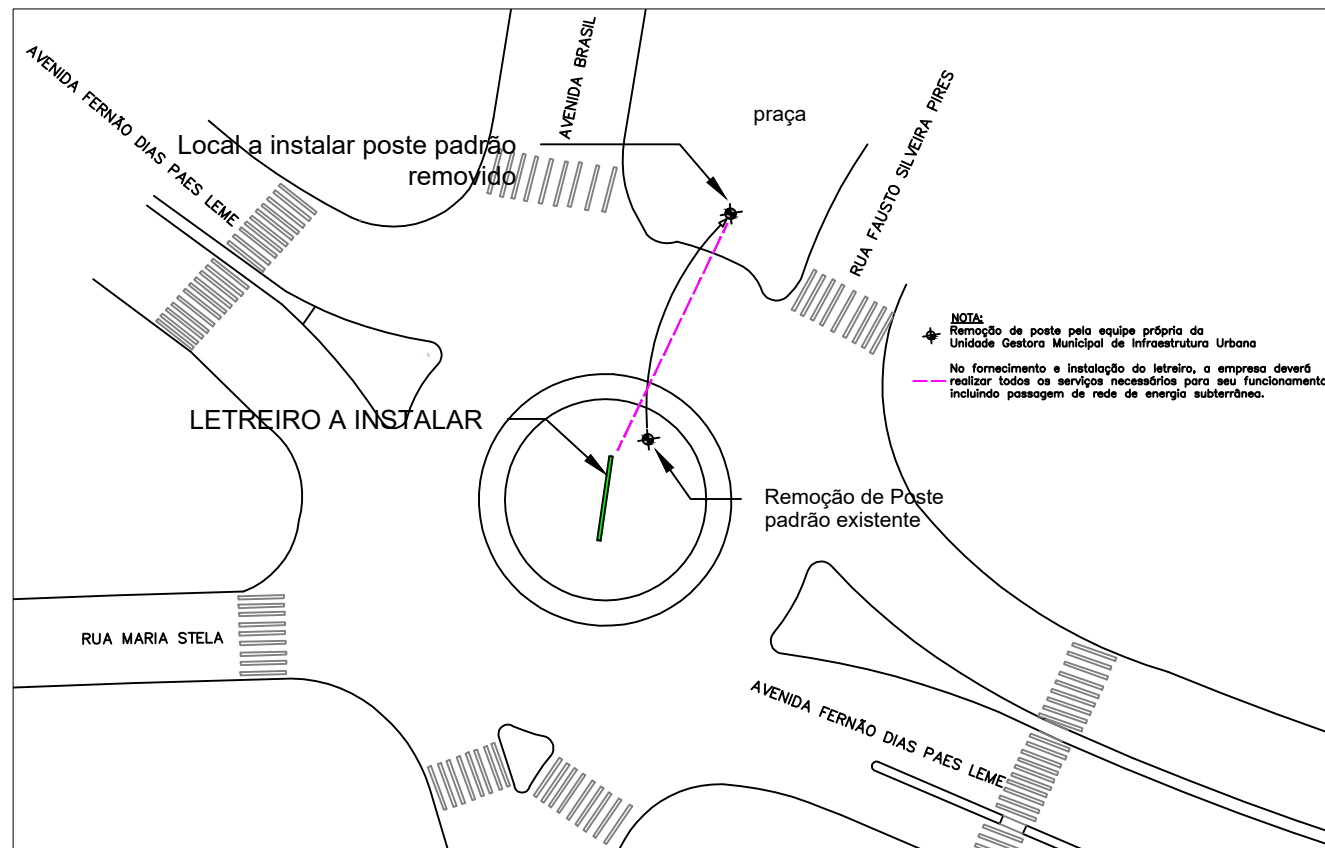 AVENIDA FERNÃO DIAS PAES LEME
AVENIDA BRASIL
praça
RUA FAUSTO SILVEIRA PIRES
Local a instalar poste padrão
removido
NOTA:
Remoção de poste pela equipe própria da
Unidade Gestora Municipal de Infraestrutura Urbana
No fornecimento e instalação do letreiro, a empresa deverá
realizar todos os serviços necessários para seu funcionamento
incluindo passagem de rede de energia subterrânea.
LETREIRO A INSTALAR
Remoção de Poste
padrão existente
RUA MARIA STELA
AVENIDA FERNÃO DIAS PAES LEME